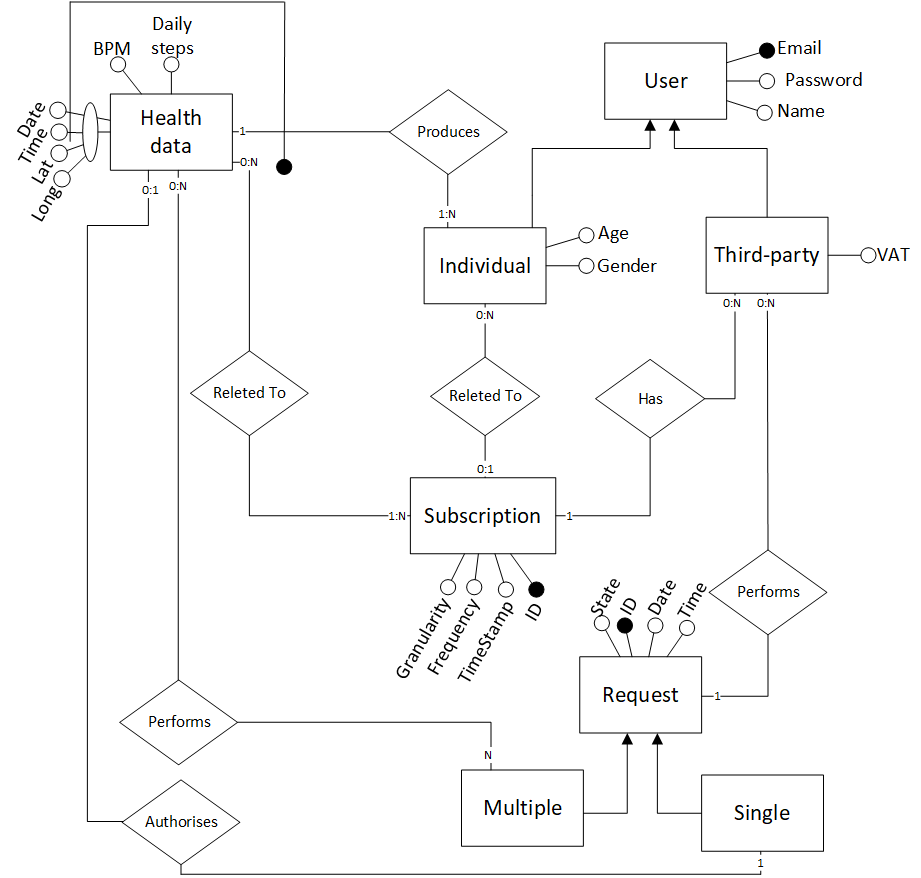 Daily
steps
BPM
Email
User
Password
Date
Name
Health
data
Time
1
Produces
Lat
0:N
Long
0:1
0:N
1:N
Age
Individual
Gender
Third-party
VAT
0:N
0:N
0:N
Releted To
Releted To
Has
0:1
1:N
Subscription
1
Granularity
Frequency
TimeStamp
ID
State
ID
Date
Time
Performs
Request
1
Performs
N
Multiple
Single
Authorises
1